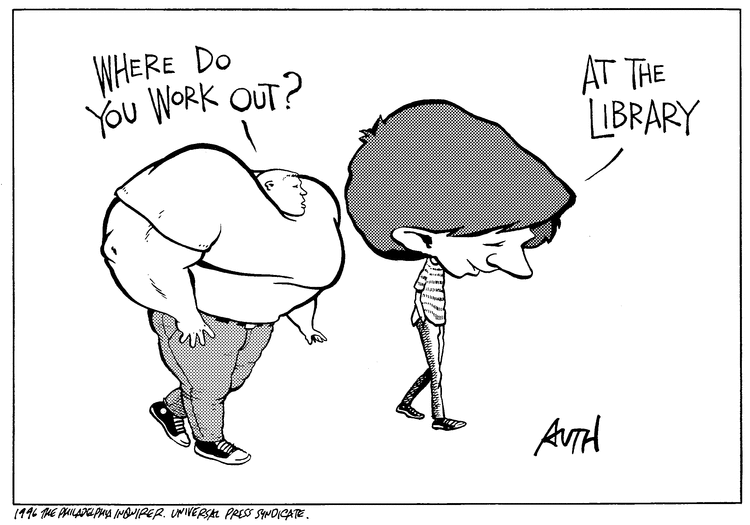 WHERE DO
YOU WORK OUT?
AT THE
LIBRARY
AUTH
1996 THE PHILADELPHIA INQUIRER. UNIVERSAL PRESS SYNDICATE.